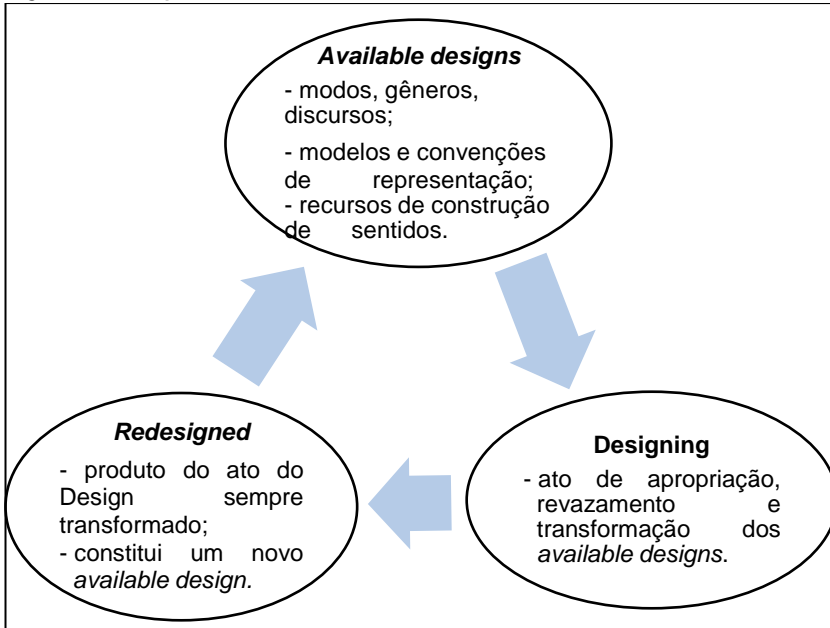 Available designs
- modos, gêneros,
discursos;
- modelos e convenções
de representação;
- recursos de construção
de sentidos.
Redesigned
- produto do ato do
Design sempre
transformado;
- constitui um novo
available design.
Designing
- ato de apropriação,
revazamento e
transformação dos
available designs.